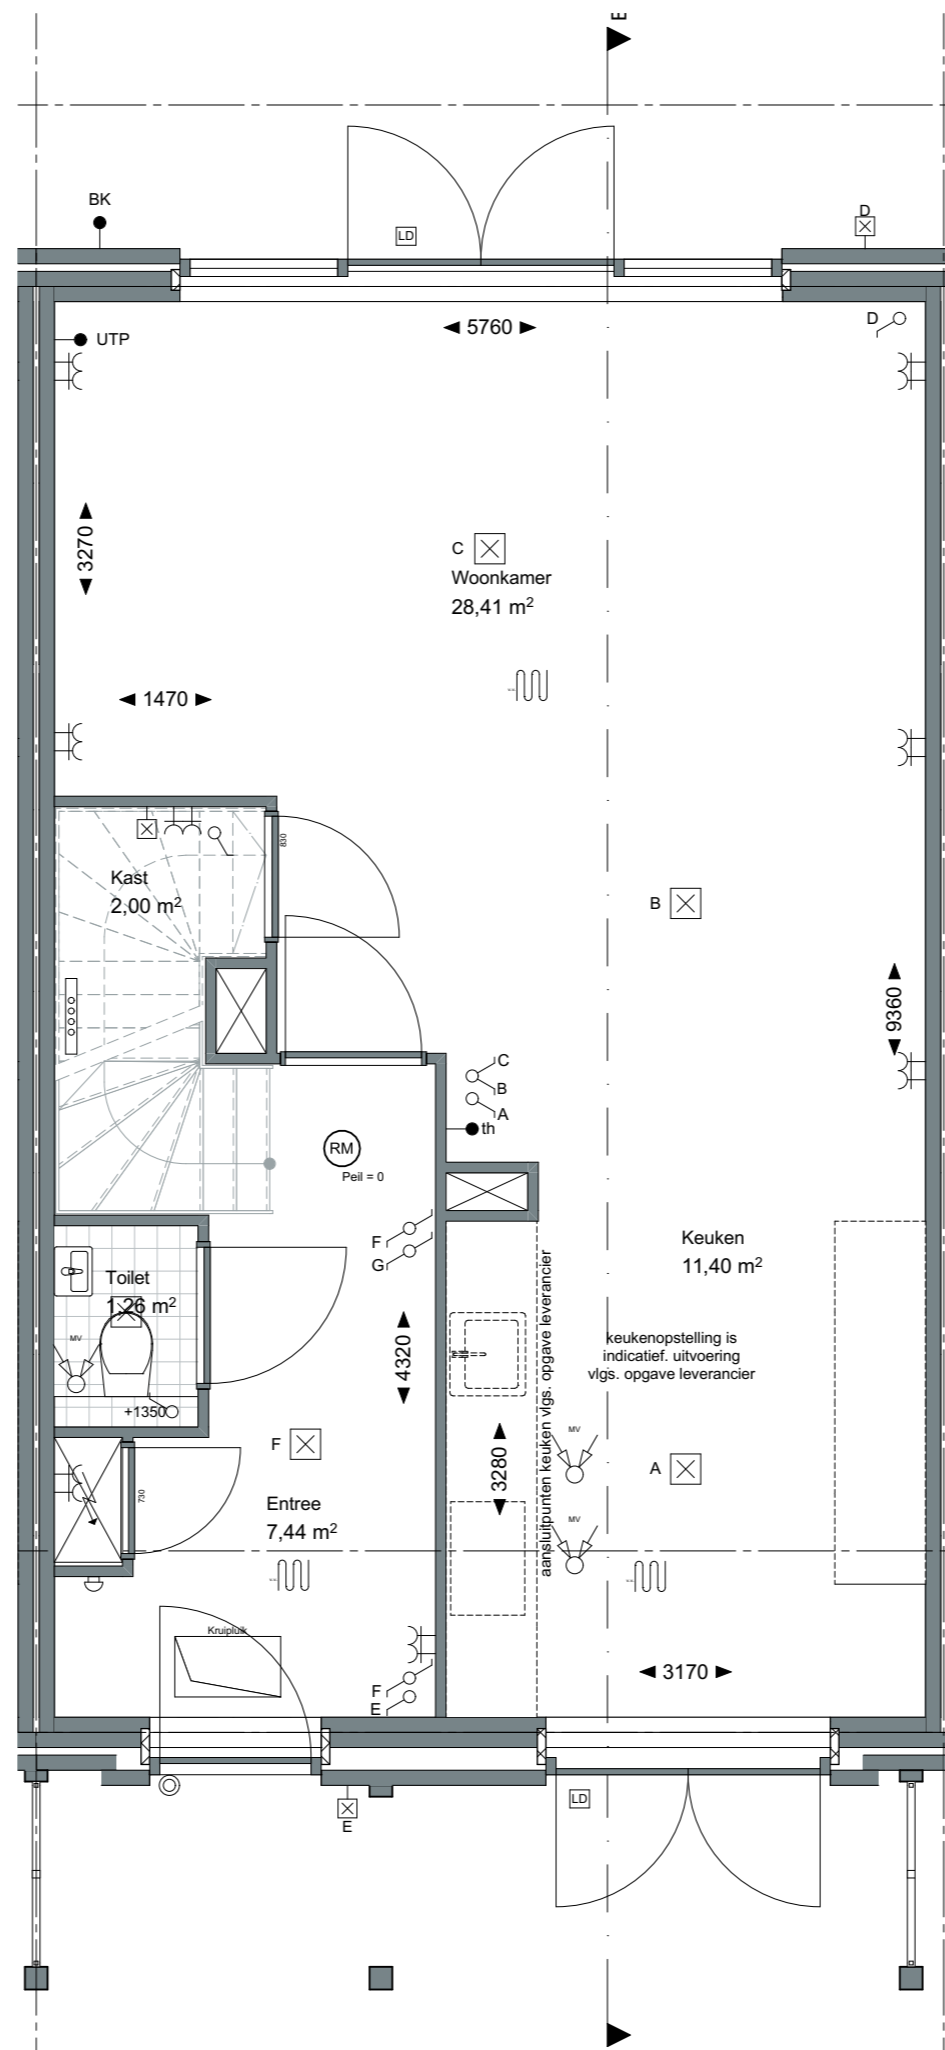 B
BK
D
LD
UTP
5760
D
3270
C
Woonkamer
28,41 m²
1470
830
Kast
2,00 m²
B
9360
C
B
A
th
RM
Peil = 0
F
G
Keuken
11,40 m²
Toilet
1,26 m²
MV
4320
aansluitpunten keuken vlgs. opgave leverancier
keukenopstelling is
indicatief. uitvoering
vlgs. opgave leverancier
+1350
MV
F
A
3280
730
Entree
7,44 m²
MV
Kruipluik
3170
F
E
LD
E